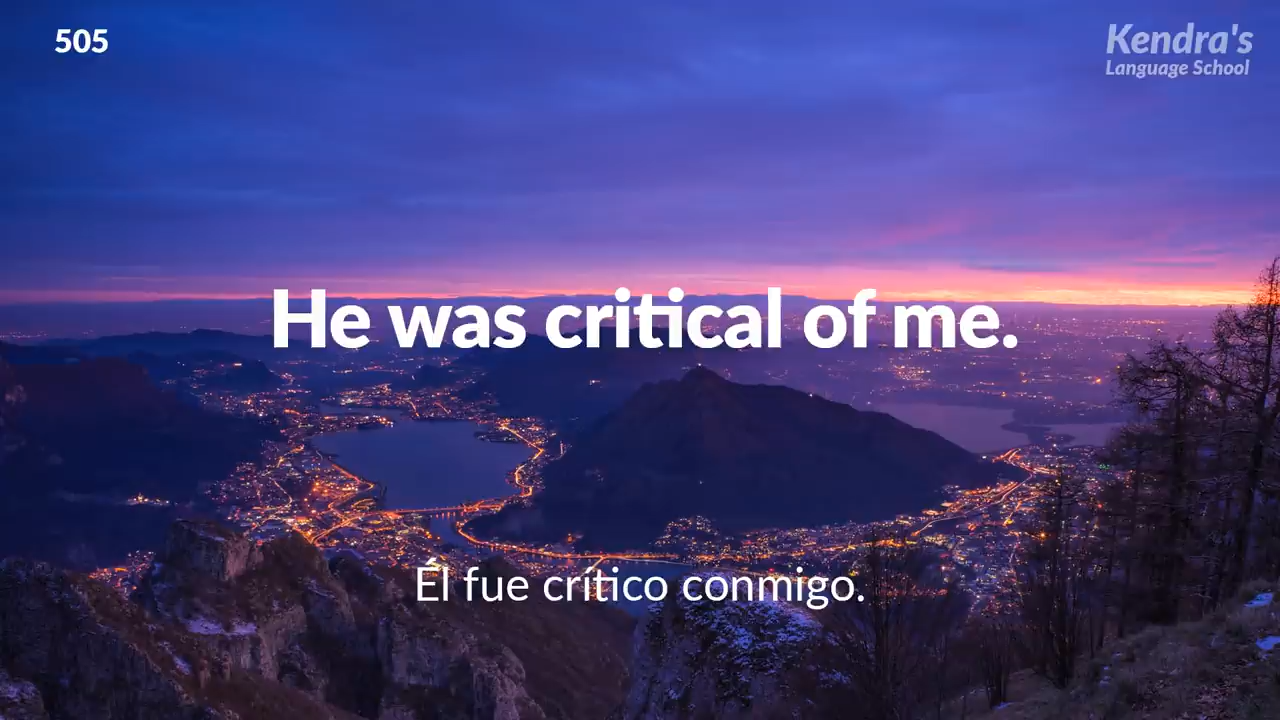 505
Kendra's
Language School
He was critical of me.
Él fue crítico conmigo.